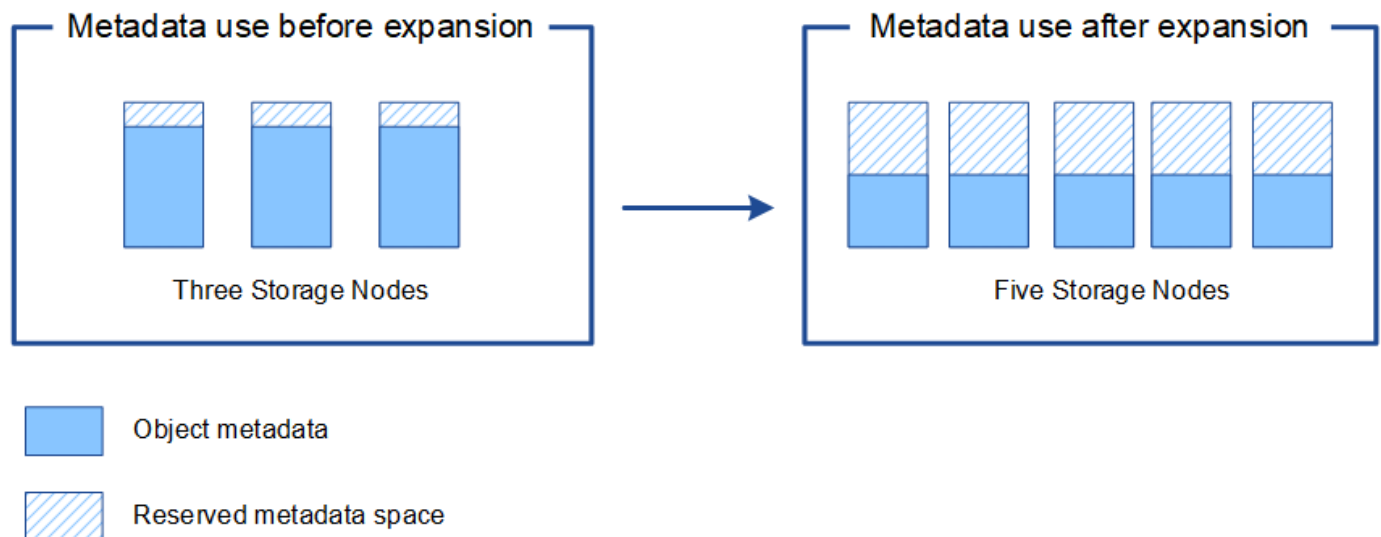 Metadata use before expansion
Metadata use after expansion
Three Storage Nodes
Five Storage Nodes
Object metadata
Reserved metadata space